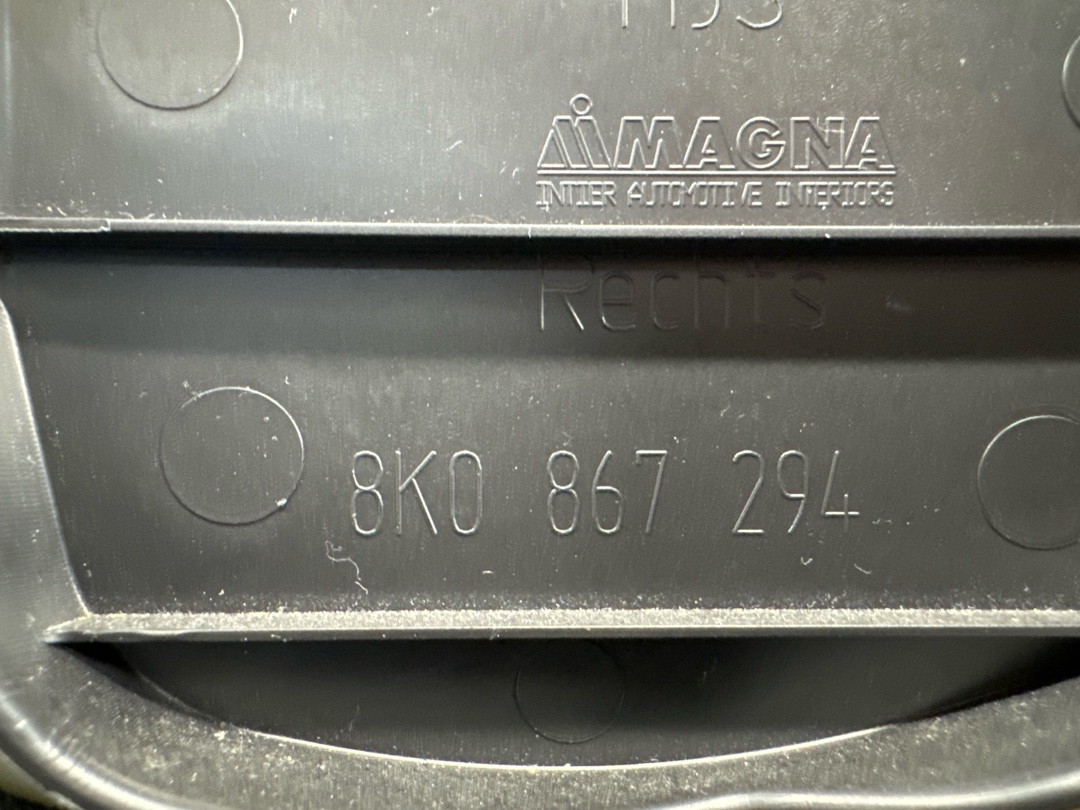 MAGNA
INTIER AUTOMOTIVE INTERIORS
Rechts
8K0 867 294